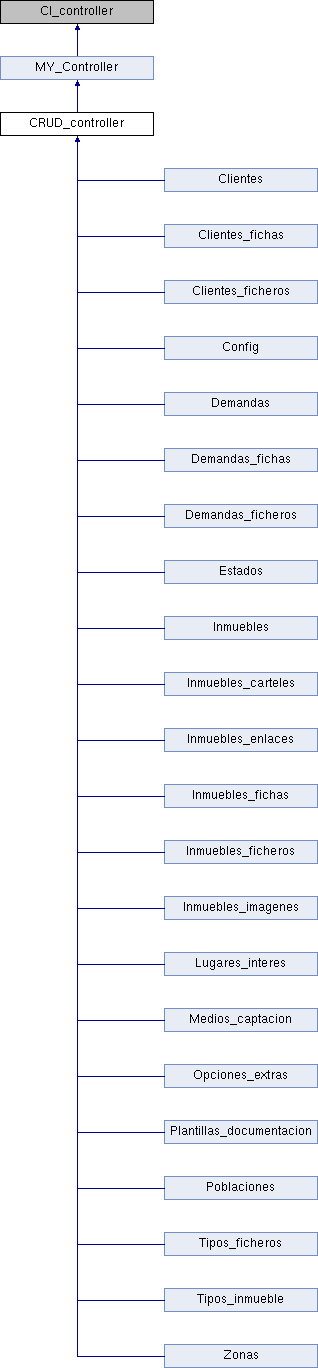 CI_controller
MY_Controller
CRUD_controller
Clientes
Clientes_fichas
Clientes_ficheros
Config
Demandas
Demandas_fichas
Demandas_ficheros
Estados
Inmuebles
Inmuebles_carteles
Inmuebles_enlaces
Inmuebles_fichas
Inmuebles_ficheros
Inmuebles_imagenes
Lugares_interes
Medios_captacion
Opciones_extras
Plantillas_documentacion
Poblaciones
Tipos_ficheros
Tipos_inmueble
Zonas